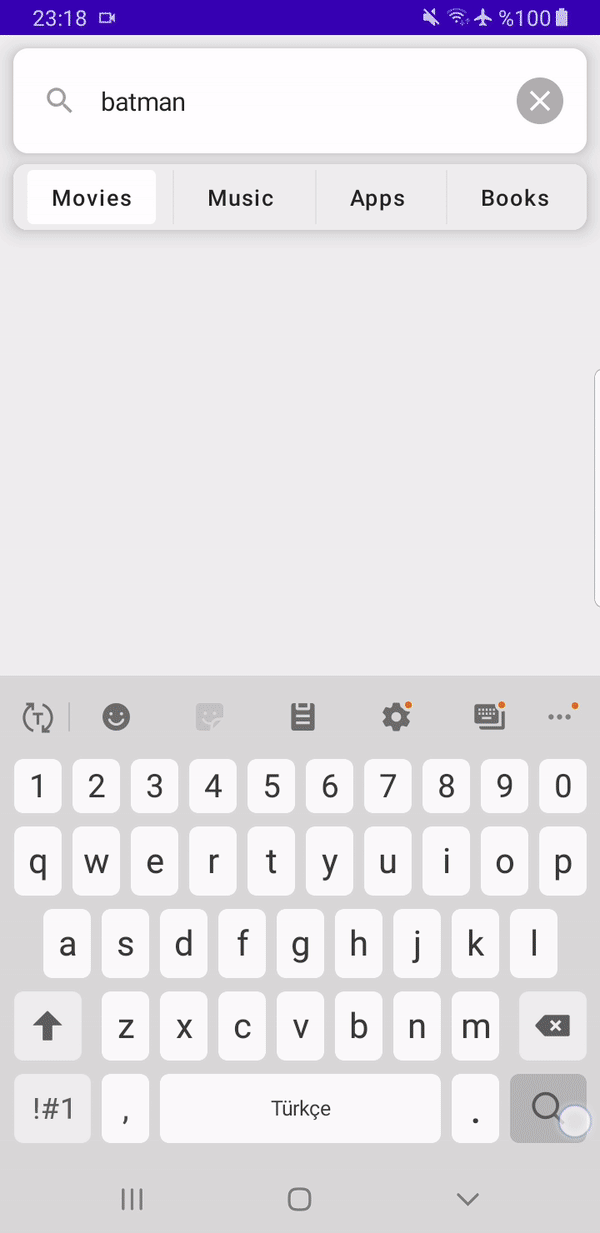 23:18 %100
batman
Movies Music Apps Books
1 2 3 4 5 6 7 8 9 0
q w e r t y u i o p
a s d f g h j k l
z x c v b n m
!#1 , Türkçe .